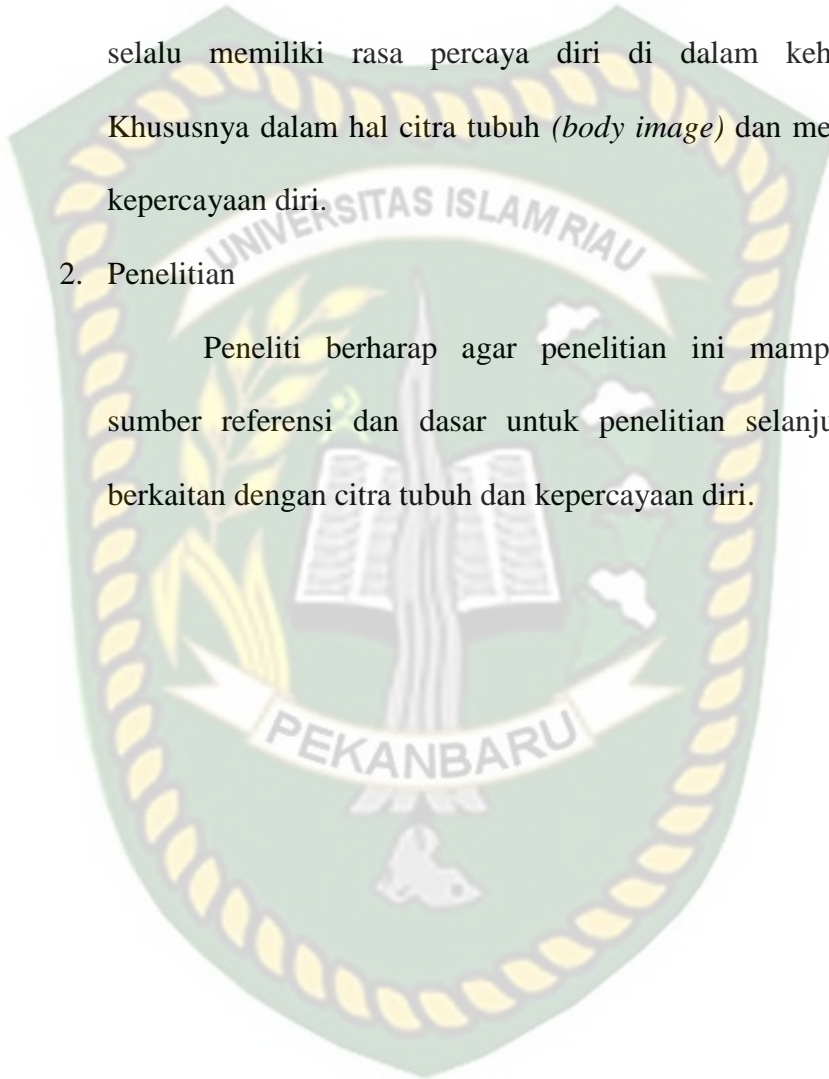 selalu memiliki rasa percaya diri di dalam keh
Khususnya dalam hal citra tubuh (body image) dan me
kepercayaan diri.
UNIVERSITAS ISLAM RIAU
2. Penelitian
Peneliti berharap agar penelitian ini mamp
sumber referensi dan dasar untuk penelitian selanju
berkaitan dengan citra tubuh dan kepercayaan diri.
PEKANBARU